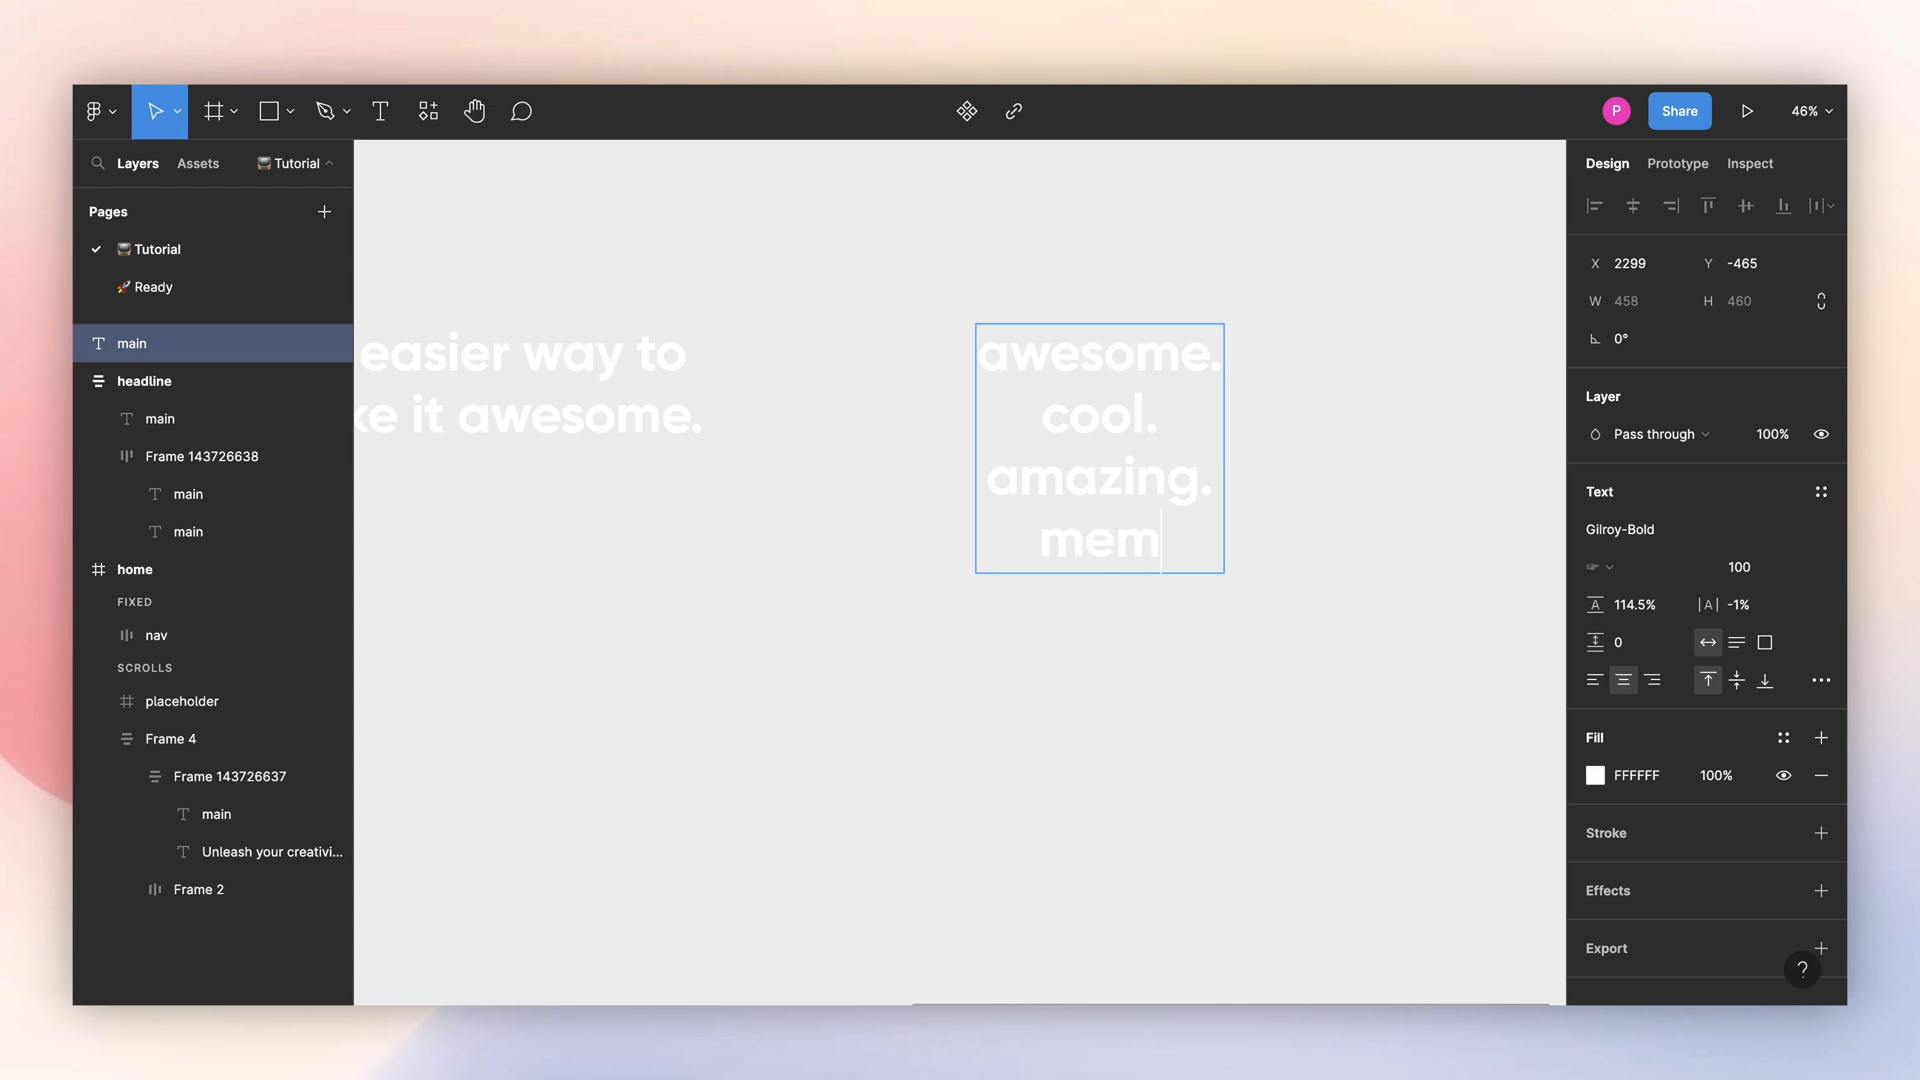 P
Share
46%
Layers
Assets
Tutorial
Pages
Tutorial
Ready
main
headline
main
Frame 143726638
main
main
home
FIXED
nav
SCROLLS
placeholder
Frame 4
Frame 143726637
main
Unleash your creativi...
Frame 2
easier way to
ke it awesome.
awesome.
cool.
amazing.
mem
Design
Prototype
Inspect
X 2299
Y -465
W 458
H 460
0°
Layer
Pass through
100%
Text
Gilroy-Bold
100
A 114.5%
|A| -1%
0
Fill
FFFFFF
100%
Stroke
Effects
Export
?